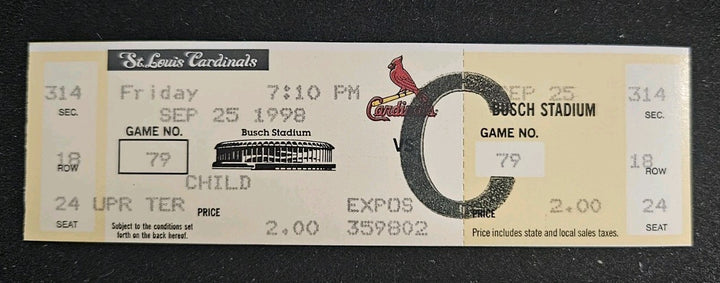 St. Louis Cardinals
314 Friday 7:10 PM
SEC. SEP 25 1998
GAME NO. Busch Stadium
18 79
ROW
CHILD
24 UPR TER PRICE EXPOS
SEAT Subject to the conditions set
forth on the back hereof. 2.00 359802
Cardinals
VS
C
SEP 25 314
BUSCH STADIUM SEC.
GAME NO.
79 18
ROW
PRICE 2.00 24
Price includes state and local sales taxes. SEAT